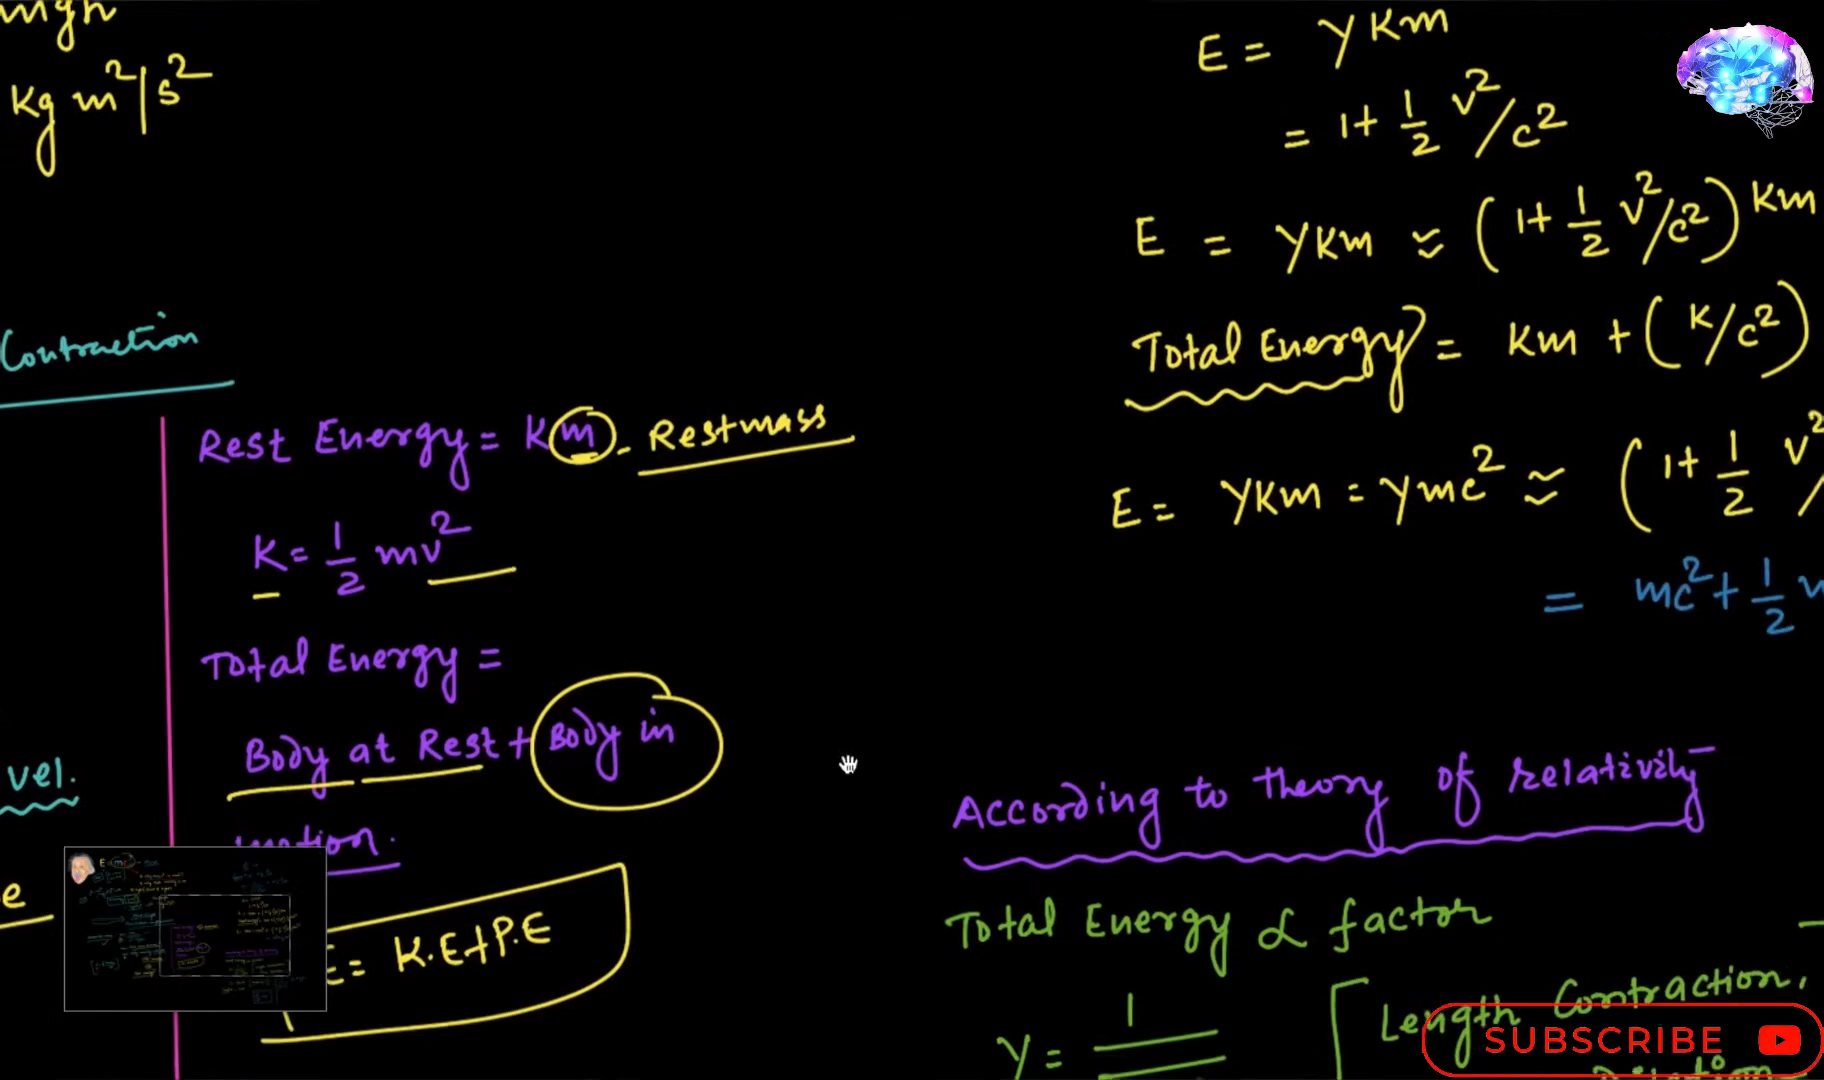 Kg m²/s²
Contraction
Rest Energy = Km - Restmass
K = 1/2 mv²
Total Energy =
Body at Rest + Body in
motion.
vel.
E = K.E + P.E
E = γKm
= 1 + 1/2 v²/c²
E = γKm ≈ (1 + 1/2 v²/c²) Km
Total Energy = Km + (K/c²)
E = γKm = γmc² ≈ (1 + 1/2 v²/
= mc² + 1/2
According to theory of relativity
Total Energy α factor
γ = 1
Length Contraction,
SUBSCRIBE